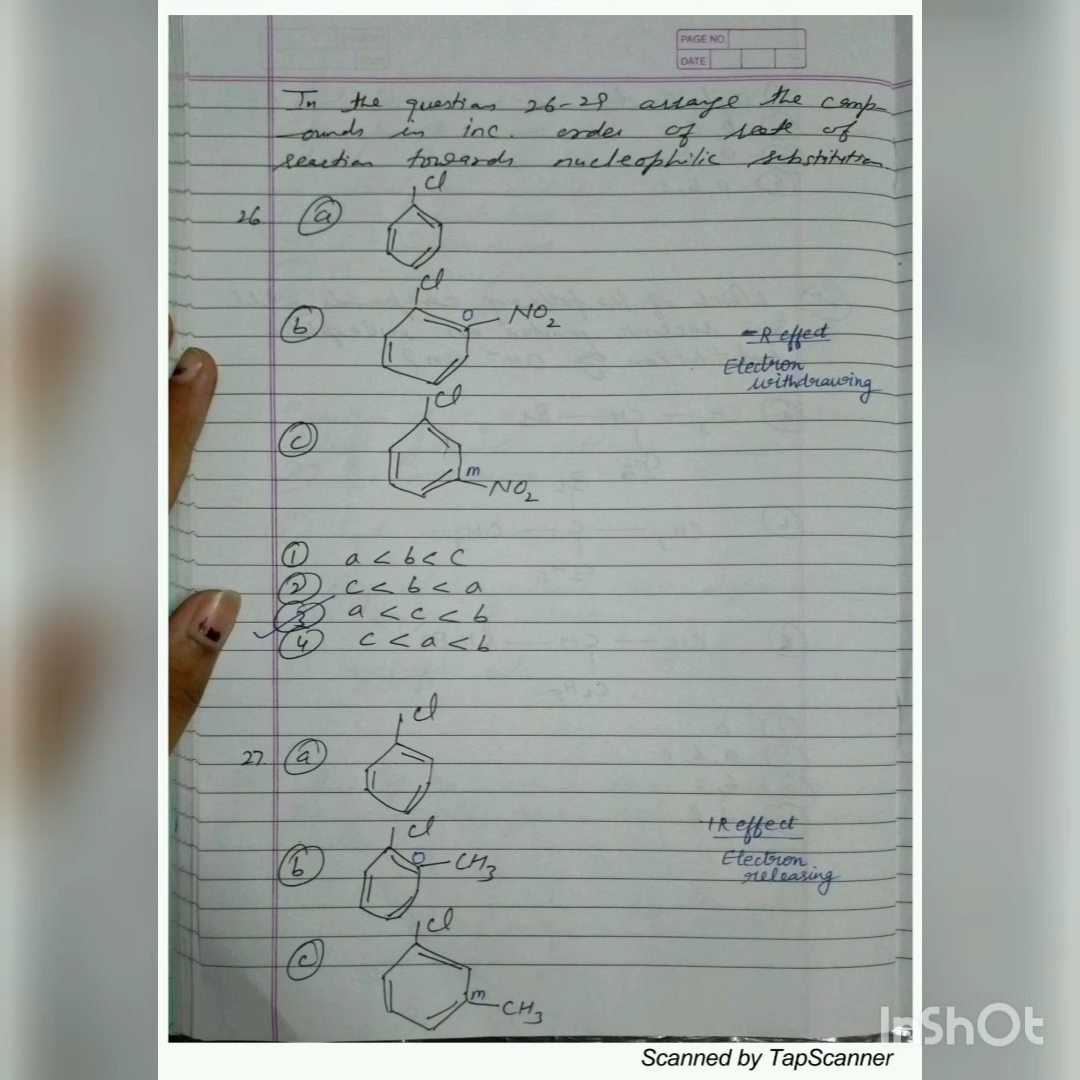 PAGE NO.
DATE
In the question 26-29 arrange the comp-
ounds in inc. order of rate of
reaction towards nucleophilic substitution
Cl
26 a
Cl
b O NO2
-R effect
Electron
withdrawing
Cl
c m
NO2
1 a < b < c
2 c < b < a
3 a < c < b
4 c < a < b
Cl
27. a
Cl
b O CH3
+R effect
Electron
releasing
Cl
c m
CH3
InShOt
Scanned by TapScanner